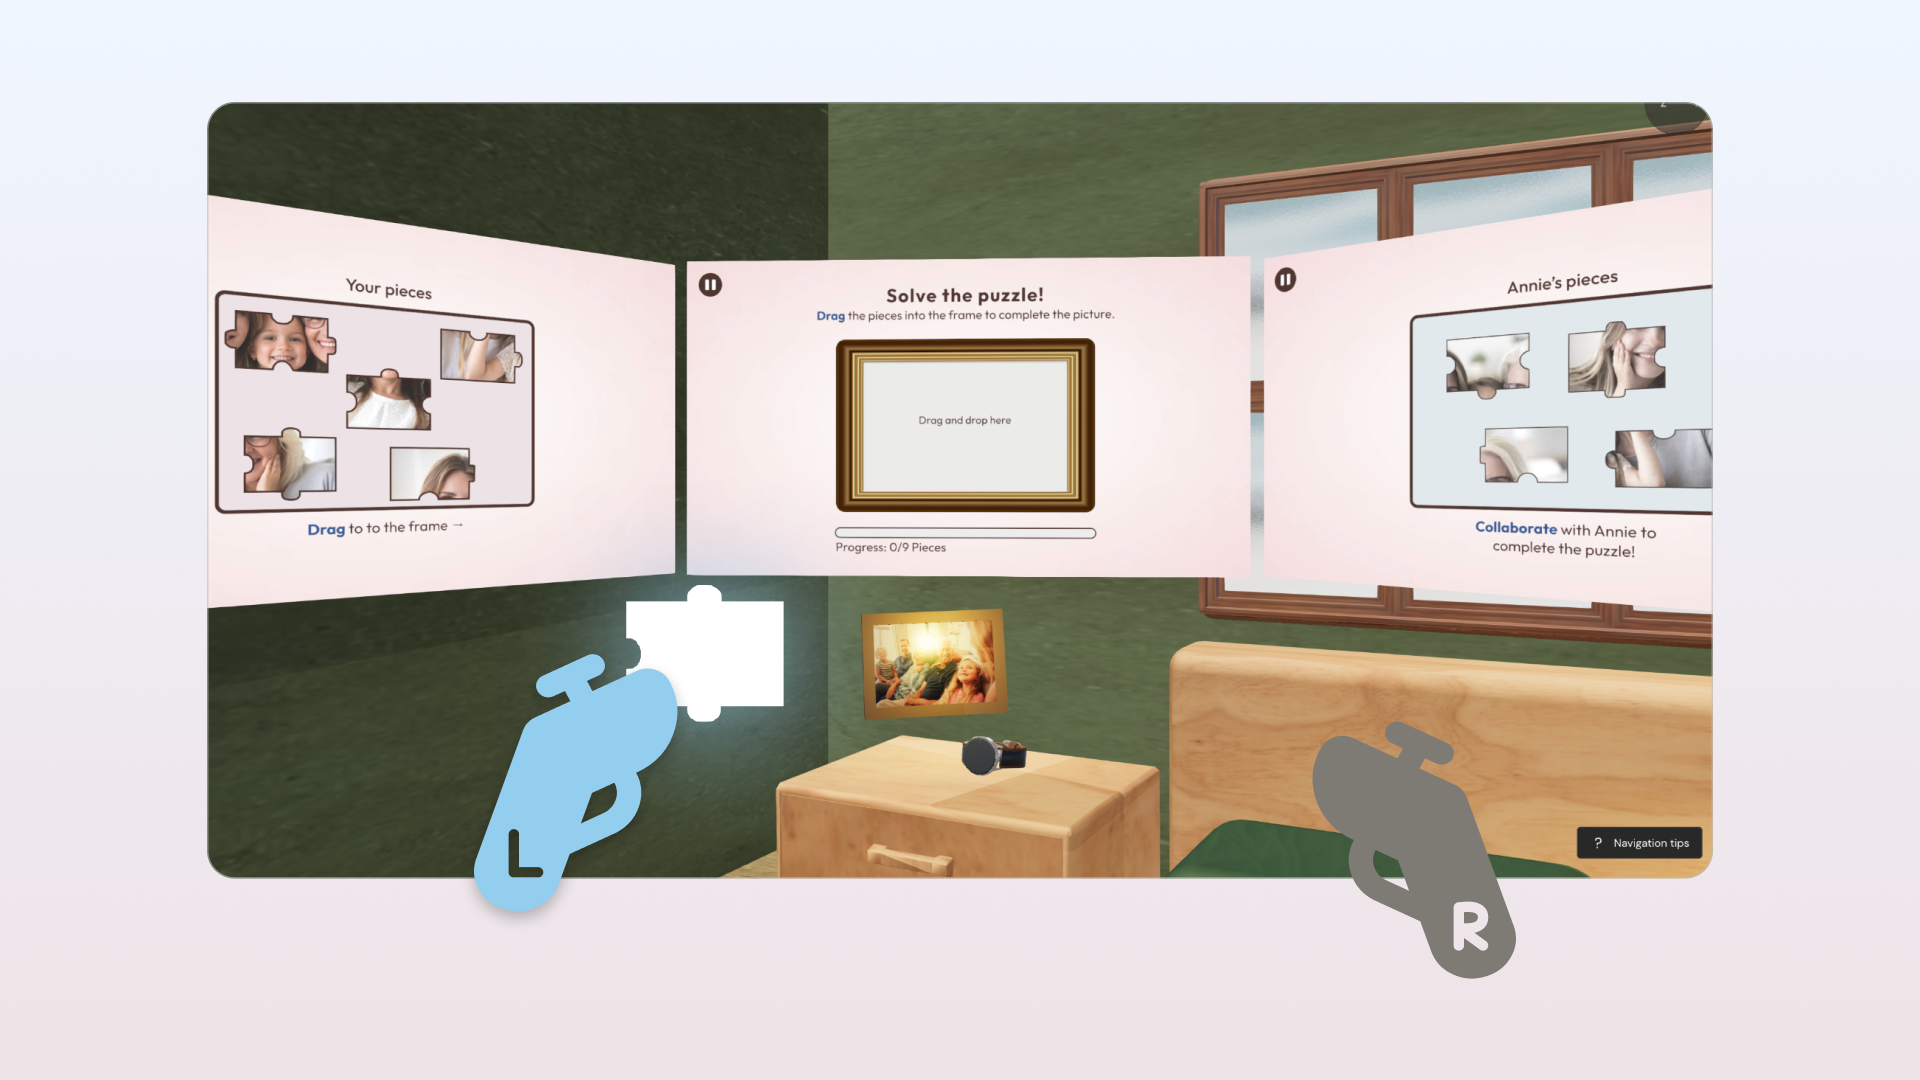 Your pieces
Drag to to the frame →
Solve the puzzle!
Drag the pieces into the frame to complete the picture.
Drag and drop here
Progress: 0/9 Pieces
Annie's pieces
Collaborate with Annie to
complete the puzzle!
? Navigation tips
L
R